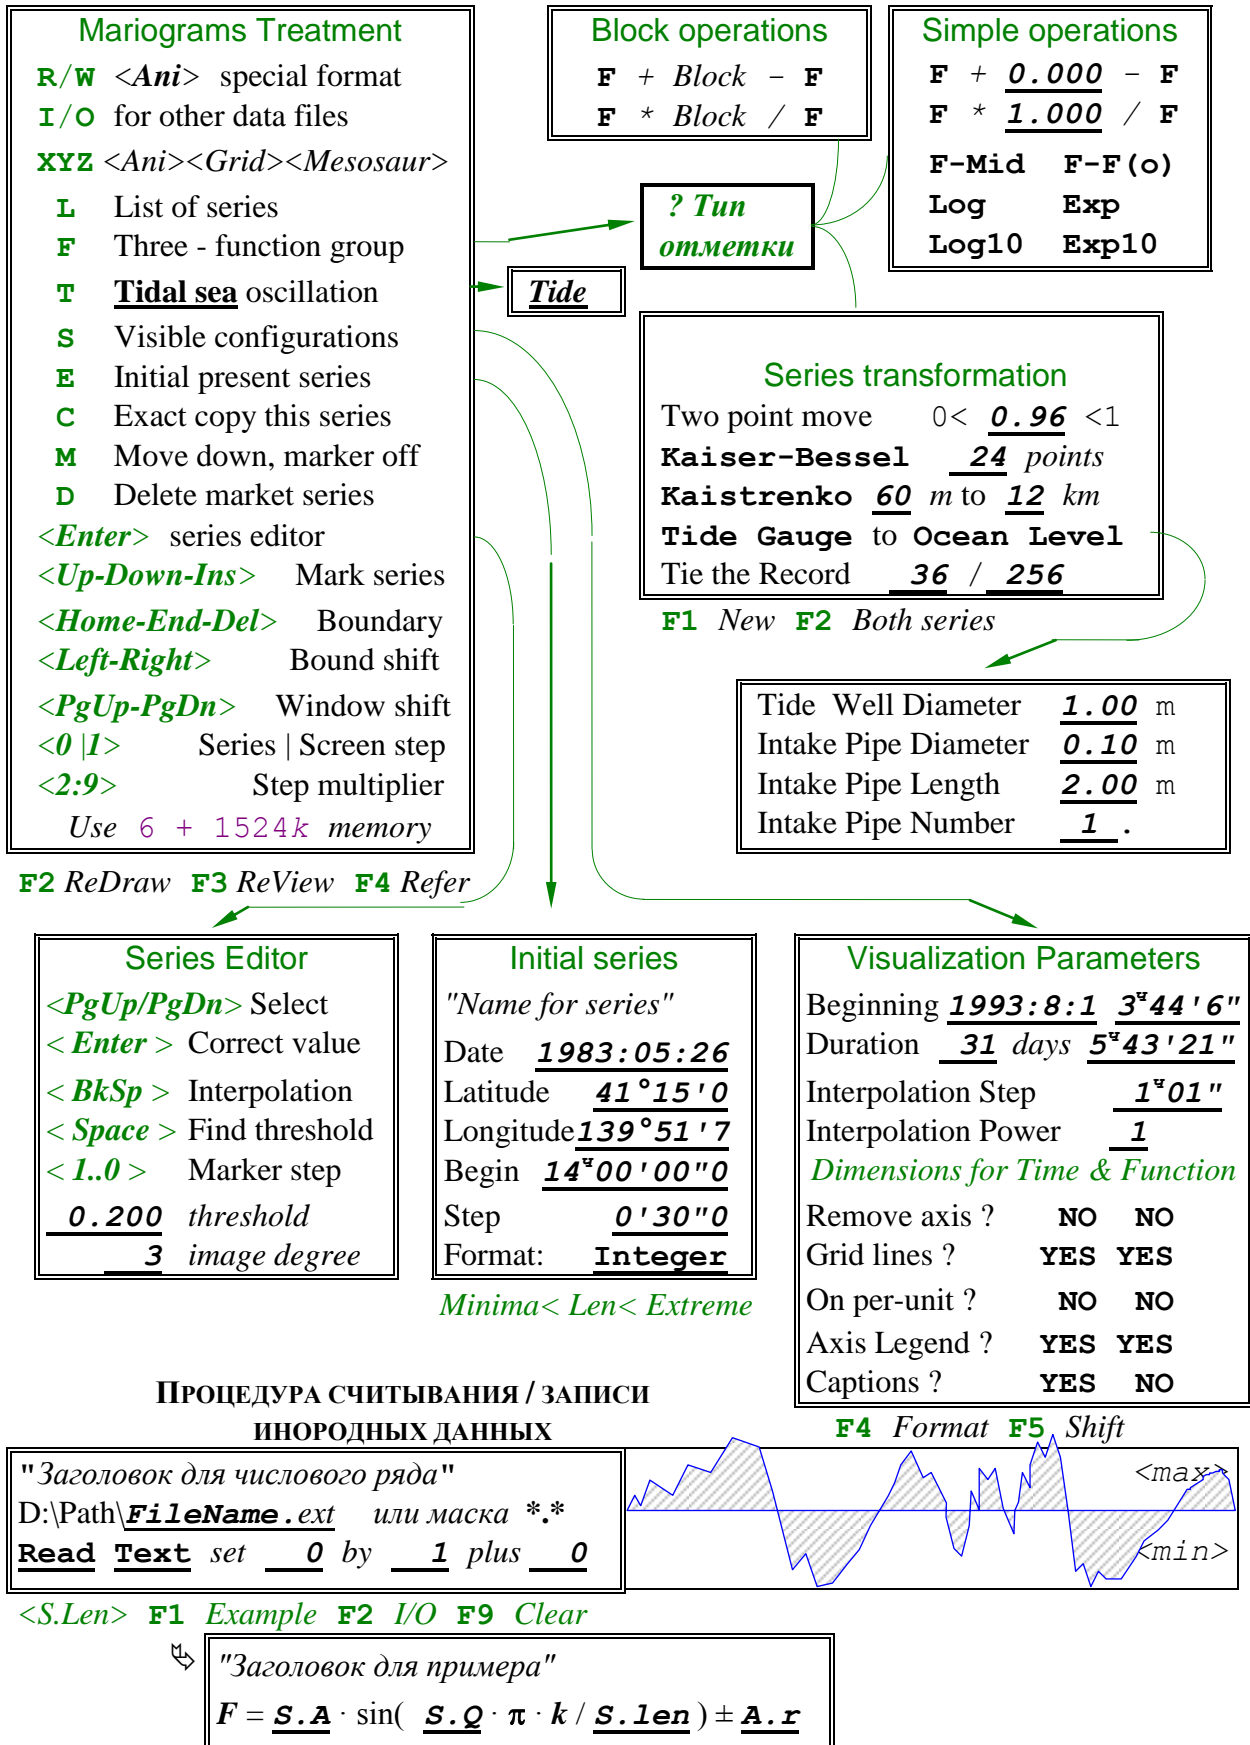 Mariograms Treatment
R/W <Ani> special format
I/O for other data files
XYZ <Ani><Grid><Mesosaur>
L List of series
F Three - function group
T Tidal sea oscillation
S Visible configurations
E Initial present series
C Exact copy this series
M Move down, marker off
D Delete market series
<Enter> series editor
<Up-Down-Ins> Mark series
<Home-End-Del> Boundary
<Left-Right> Bound shift
<PgUp-PgDn> Window shift
<0 |1> Series | Screen step
<2:9> Step multiplier
Use 6 + 1524k memory
F2 ReDraw F3 ReView F4 Refer
Block operations
F + Block - F
F * Block / F
Simple operations
F + 0.000 - F
F * 1.000 / F
F-Mid F-F(o)
Log Exp
Log10 Exp10
? Тип
отметки
Tide
Series transformation
Two point move 0< 0.96 <1
Kaiser-Bessel 24 points
Kaistrenko 60 m to 12 km
Tide Gauge to Ocean Level
Tie the Record 36 / 256
F1 New F2 Both series
Tide Well Diameter 1.00 m
Intake Pipe Diameter 0.10 m
Intake Pipe Length 2.00 m
Intake Pipe Number 1 .
Series Editor
<PgUp/PgDn> Select
< Enter > Correct value
< BkSp > Interpolation
< Space > Find threshold
< 1..0 > Marker step
0.200 threshold
3 image degree
Initial series
"Name for series"
Date 1983:05:26
Latitude 41°15'0
Longitude 139°51'7
Begin 14ч00'00"0
Step 0'30"0
Format: Integer
Minima< Len< Extreme
Visualization Parameters
Beginning 1993:8:1 3ч44'6"
Duration 31 days 5ч43'21"
Interpolation Step 1ч01"
Interpolation Power 1
Dimensions for Time & Function
Remove axis ? NO NO
Grid lines ? YES YES
On per-unit ? NO NO
Axis Legend ? YES YES
Captions ? YES NO
F4 Format F5 Shift
ПРОЦЕДУРА СЧИТЫВАНИЯ / ЗАПИСИ
ИНОРОДНЫХ ДАННЫХ
"Заголовок для числового ряда"
D:\Path\FileName.ext или маска *.*
Read Text set 0 by 1 plus 0
<max>
<min>
<S.Len> F1 Example F2 I/O F9 Clear
"Заголовок для примера"
F = S.A · sin( S.Q · π · k / S.len ) ± A.r